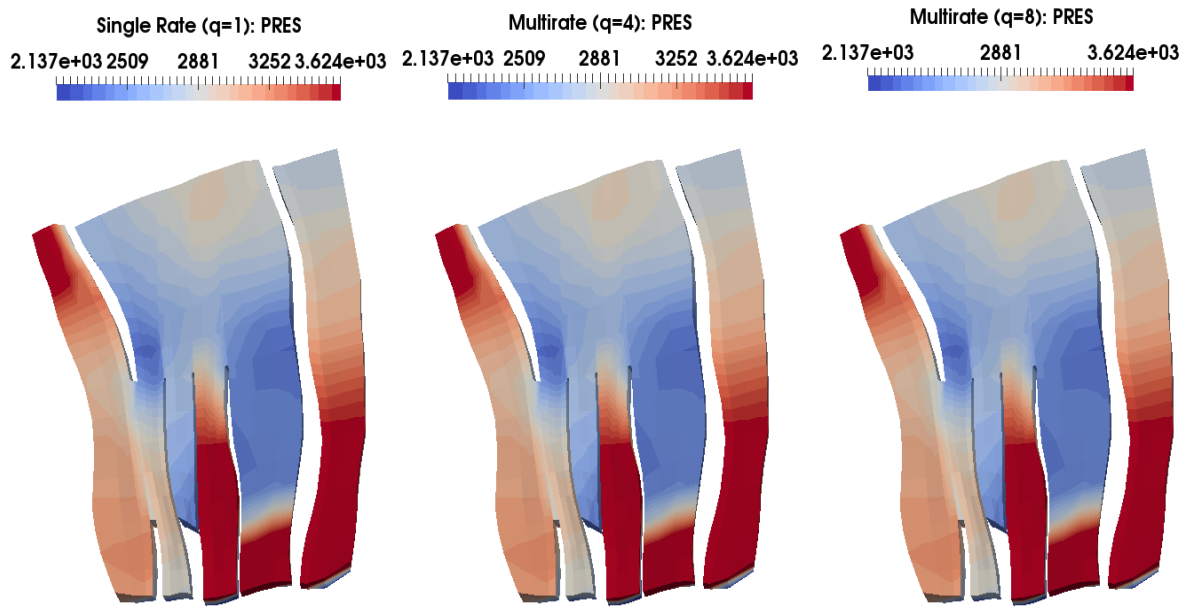 Single Rate (q=1): PRES
2.137e+03 2509 2881 3252 3.624e+03
Multirate (q=4): PRES
2.137e+03 2509 2881 3252 3.624e+03
Multirate (q=8): PRES
2.137e+03 2881 3.624e+03